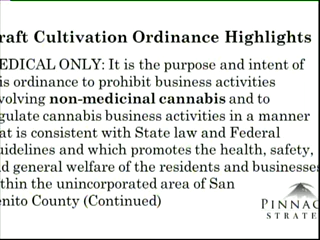 raft Cultivation Ordinance Highlights
EDICAL ONLY: It is the purpose and intent of
is ordinance to prohibit business activities
volving non-medicinal cannabis and to
gulate cannabis business activities in a manner
at is consistent with State law and Federal
uidelines and which promotes the health, safety,
d general welfare of the residents and businesses
thin the unincorporated area of San
enito County (Continued)
PINNAC
STRATE